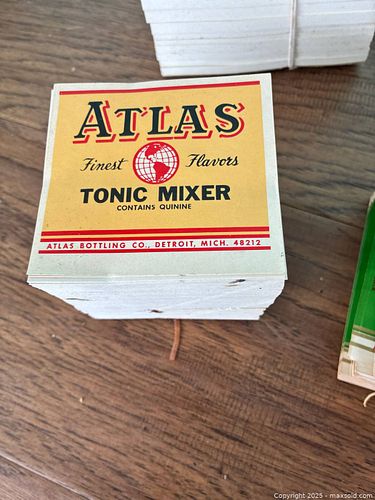 ATLAS
Finest Flavors
TONIC MIXER
CONTAINS QUININE
ATLAS BOTTLING CO., DETROIT, MICH. 48212
Copyright 2025 - maxsold.com